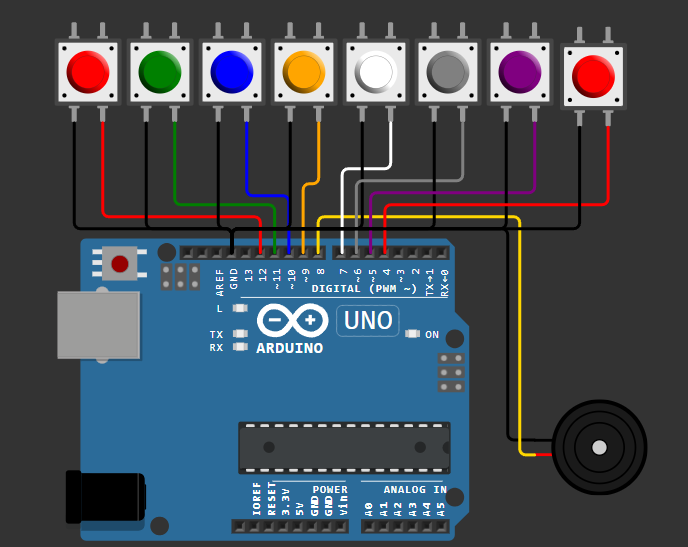 AREF
GND
13
12
~11
~10
~9
8
7
~6
~5
4
~3
2
TX→1
RX←0
DIGITAL (PWM ~)
L
TX
RX
UNO
ON
ARDUINO
IOREF
RESET
3.3V
5V
GND
GND
Vin
POWER
ANALOG IN
A0
A1
A2
A3
A4
A5